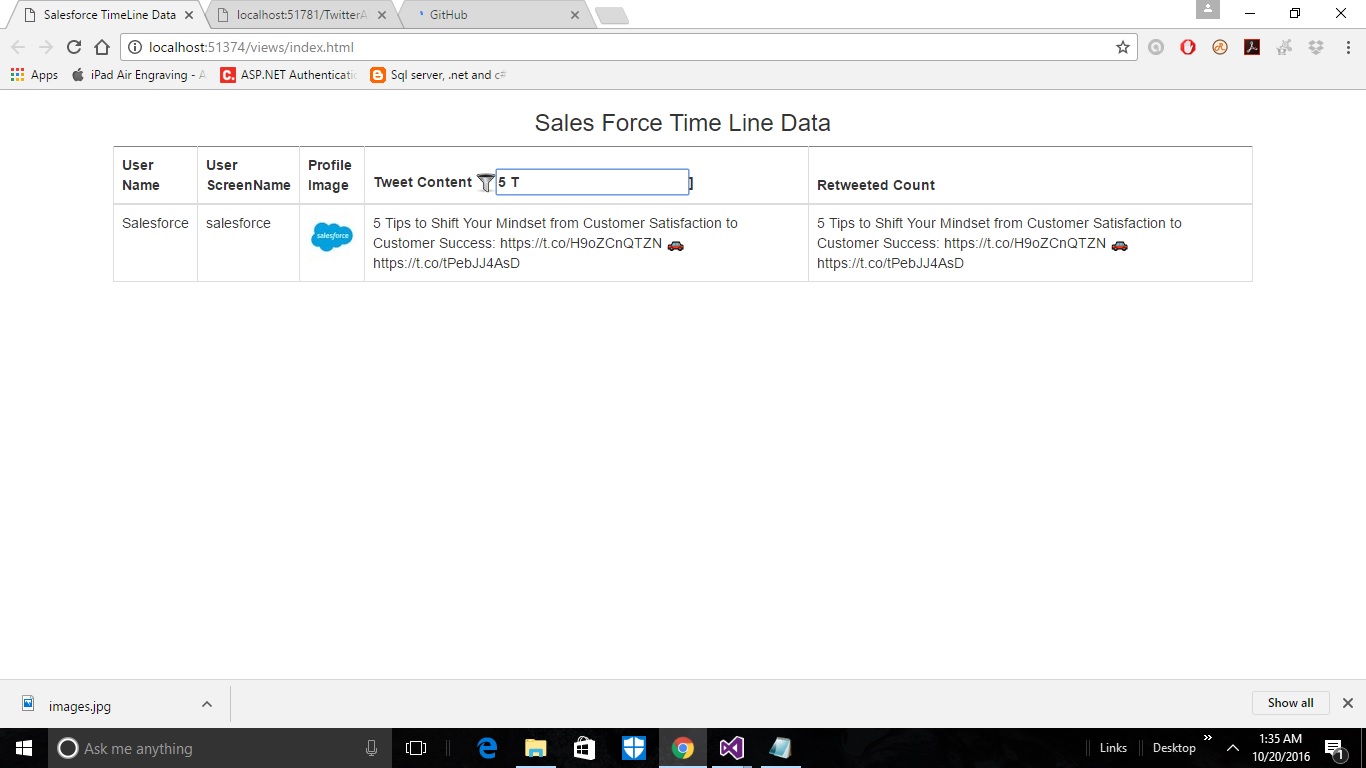 Salesforce TimeLine Data
localhost:51781/TwitterA
GitHub
localhost:51374/views/index.html
Apps
iPad Air Engraving - A
ASP.NET Authenticatio
Sql server, .net and c#
Sales Force Time Line Data
User Name
User ScreenName
Profile Image
Tweet Content 5 T ]
Retweeted Count
Salesforce
salesforce
salesforce
5 Tips to Shift Your Mindset from Customer Satisfaction to
Customer Success: https://t.co/H9oZCnQTZN
https://t.co/tPebJJ4AsD
5 Tips to Shift Your Mindset from Customer Satisfaction to
Customer Success: https://t.co/H9oZCnQTZN
https://t.co/tPebJJ4AsD
images.jpg
Show all
Ask me anything
Links
Desktop
1:35 AM
10/20/2016
1